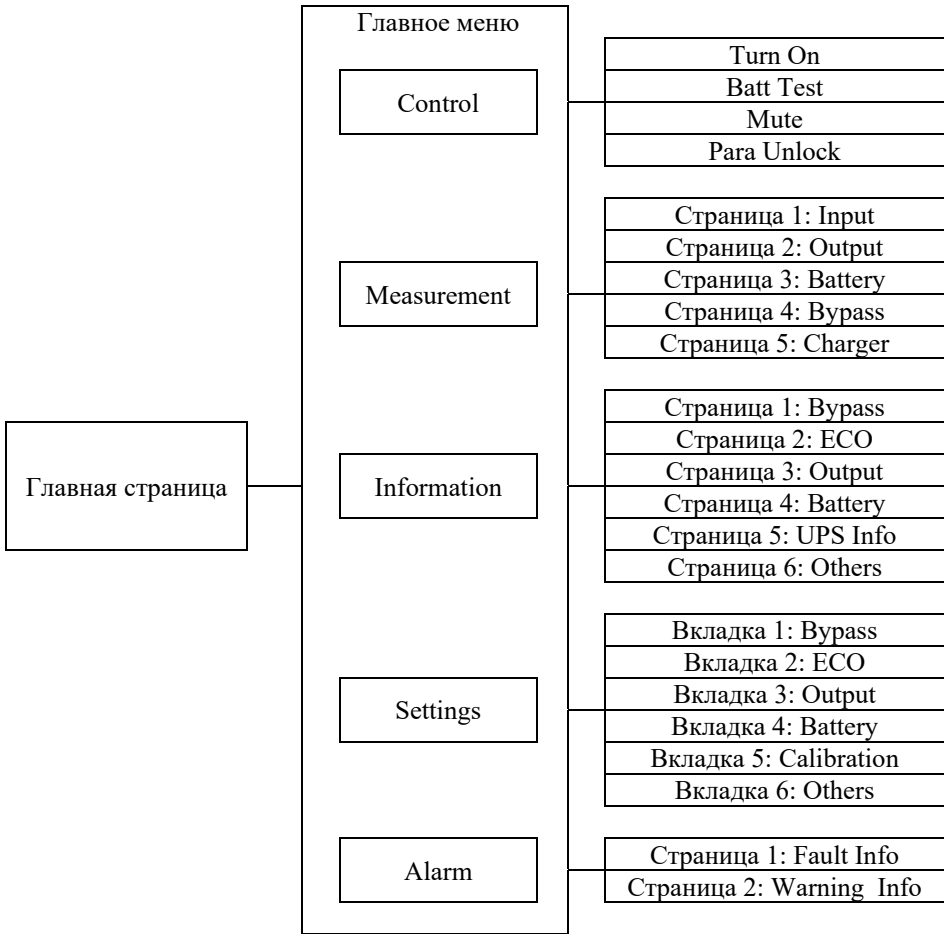 Главная страница
Главное меню
Control
Turn On
Batt Test
Mute
Para Unlock
Measurement
Страница 1: Input
Страница 2: Output
Страница 3: Battery
Страница 4: Bypass
Страница 5: Charger
Information
Страница 1: Bypass
Страница 2: ECO
Страница 3: Output
Страница 4: Battery
Страница 5: UPS Info
Страница 6: Others
Settings
Вкладка 1: Bypass
Вкладка 2: ECO
Вкладка 3: Output
Вкладка 4: Battery
Вкладка 5: Calibration
Вкладка 6: Others
Alarm
Страница 1: Fault Info
Страница 2: Warning Info